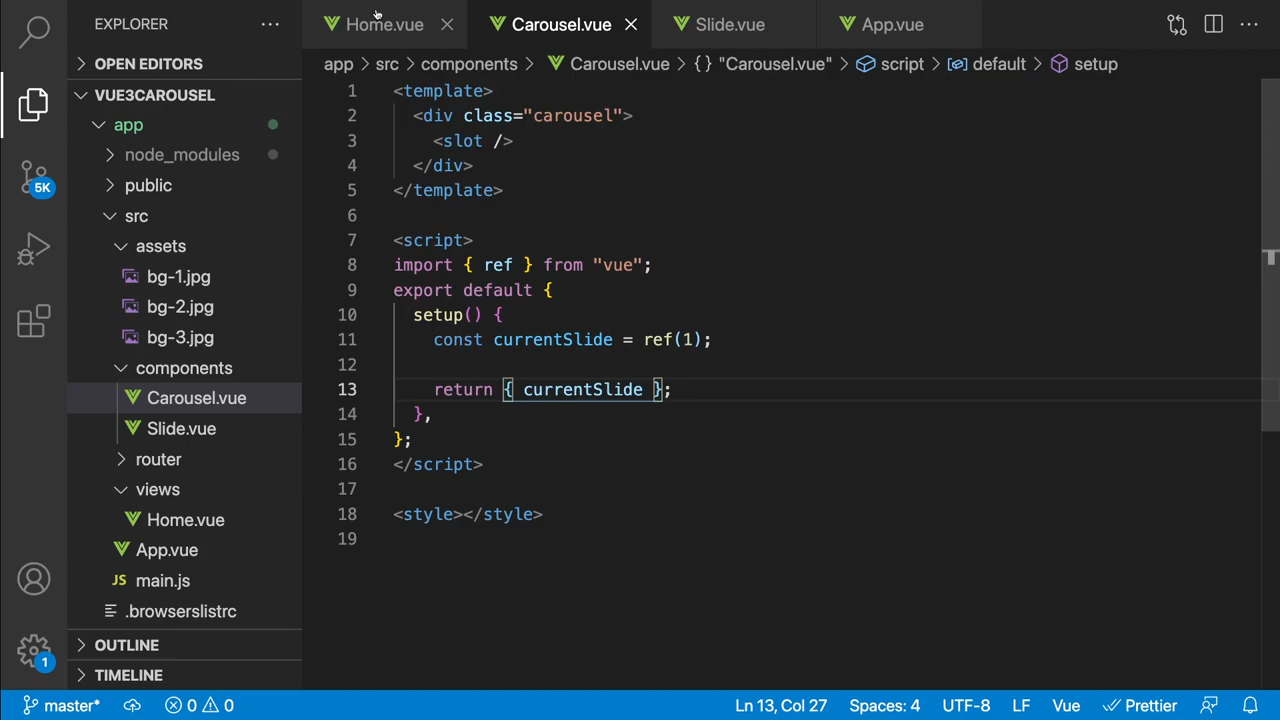 EXPLORER
OPEN EDITORS
VUE3CAROUSEL
app
node_modules
public
src
assets
bg-1.jpg
bg-2.jpg
bg-3.jpg
components
Carousel.vue
Slide.vue
router
views
Home.vue
App.vue
JS main.js
.browserslistrc
OUTLINE
TIMELINE
5K
1
Home.vue Carousel.vue Slide.vue App.vue
app > src > components > Carousel.vue > {} "Carousel.vue" > script > default > setup
1 <template>
2 <div class="carousel">
3 <slot />
4 </div>
5 </template>
6
7 <script>
8 import { ref } from "vue";
9 export default {
10 setup() {
11 const currentSlide = ref(1);
12
13 return { currentSlide };
14 },
15 };
16 </script>
17
18 <style></style>
19
master* 0 0 Ln 13, Col 27 Spaces: 4 UTF-8 LF Vue Prettier